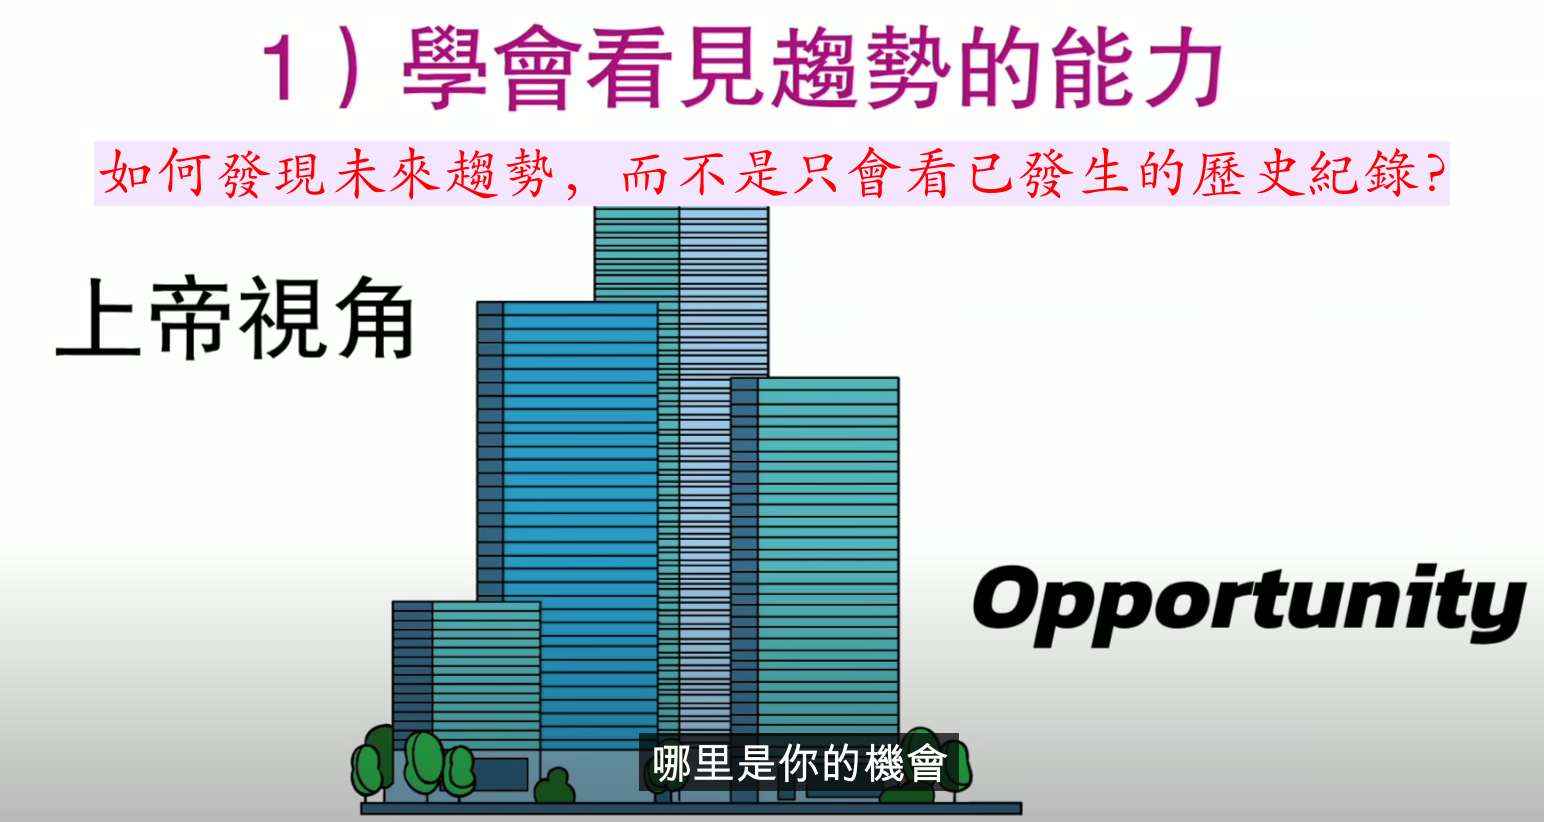 1）學會看見趨勢的能力
如何發現未來趨勢，而不是只會看已發生的歷史紀錄?
上帝視角
Opportunity
哪里是你的機會